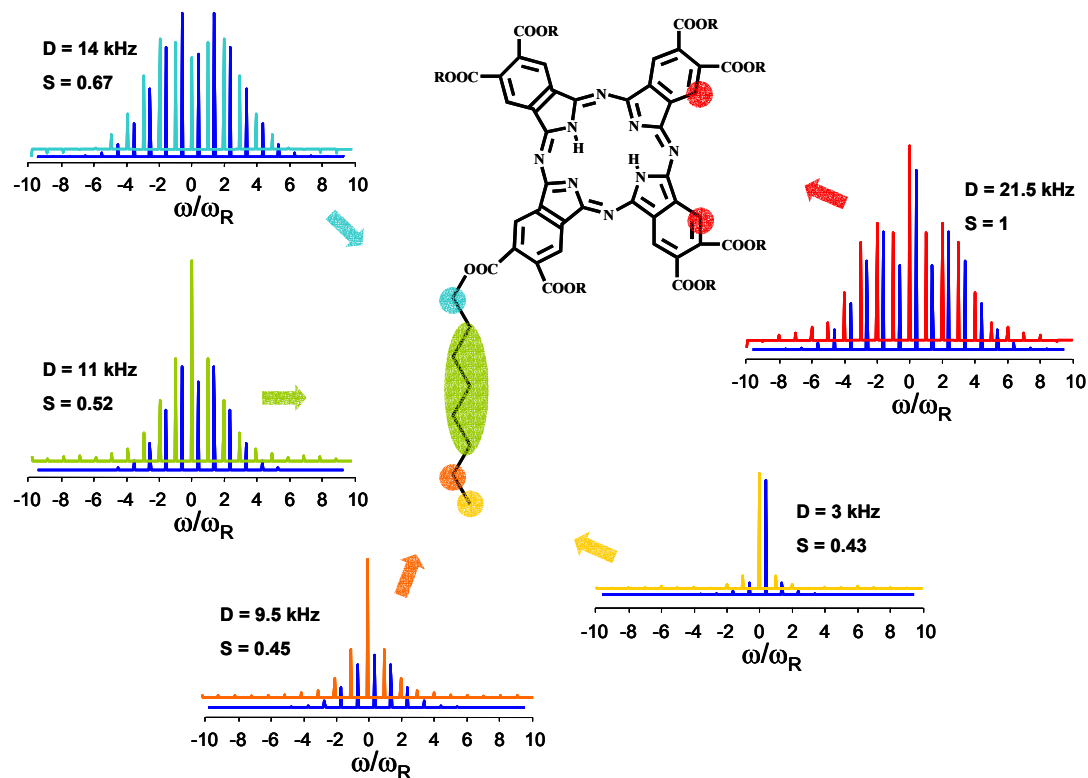 D = 14 kHz
S = 0.67
-10 -8 -6 -4 -2 0 2 4 6 8 10
ω/ωR
COOR
COOR
ROOC
COOR
ROOC
N
N
N
N
H
N
N
H
N
N
N
COOR
COOR
OOC
COOR
D = 21.5 kHz
S = 1
-10 -8 -6 -4 -2 0 2 4 6 8 10
ω/ωR
D = 11 kHz
S = 0.52
-10 -8 -6 -4 -2 0 2 4 6 8 10
ω/ωR
D = 3 kHz
S = 0.43
-10 -8 -6 -4 -2 0 2 4 6 8 10
ω/ωR
D = 9.5 kHz
S = 0.45
-10 -8 -6 -4 -2 0 2 4 6 8 10
ω/ωR